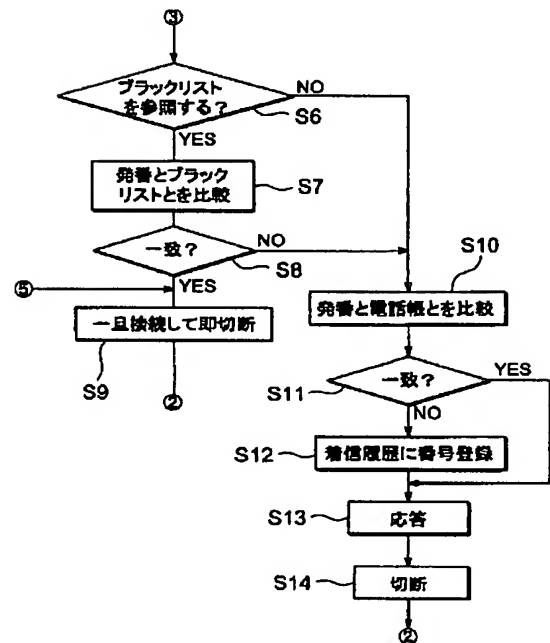 ③
ブラックリスト
を参照する?
NO
S6
YES
発番とブラック
リストとを比較
S7
一致?
NO
S8
⑤
YES
一旦接続して即切断
S9
②
S10
発番と電話帳とを比較
一致?
YES
S11
NO
S12
着信履歴に番号登録
S13
応答
S14
切断
②